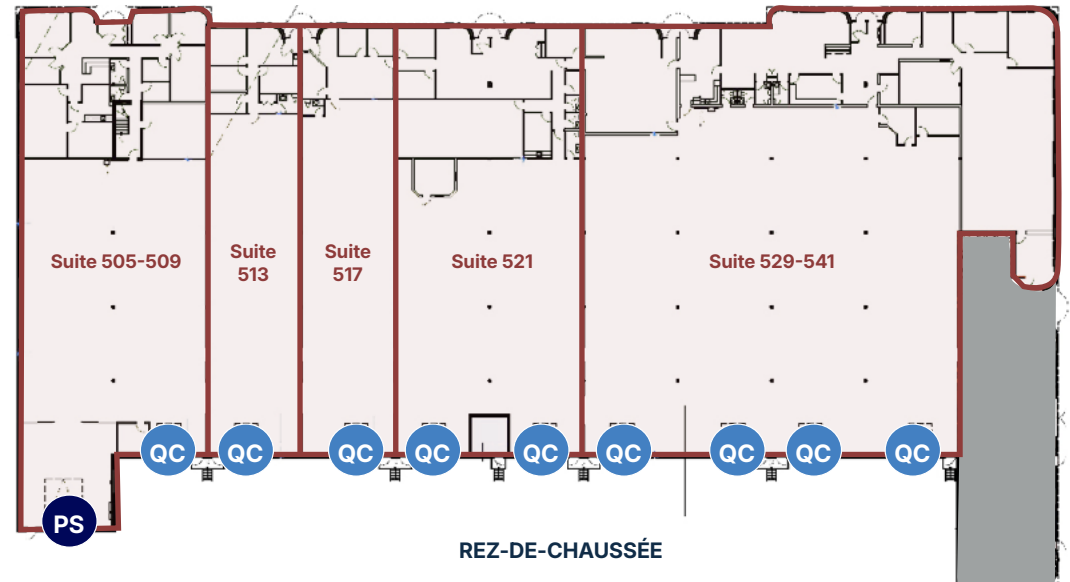 Suite 505-509
Suite
513
Suite
517
Suite 521
Suite 529-541
QC
QC
QC
QC
QC
QC
QC
QC
QC
PS
REZ-DE-CHAUSSÉE